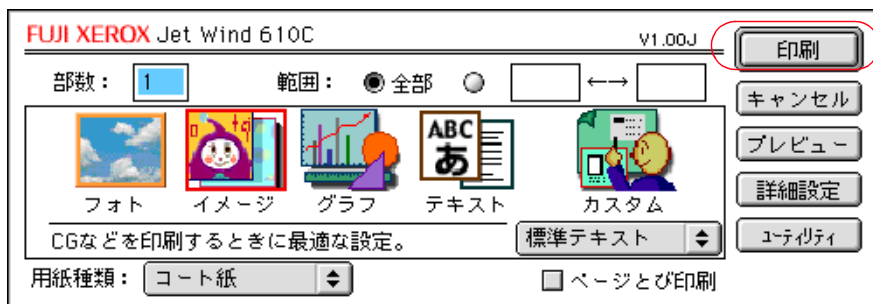 FUJI XEROX Jet Wind 610C
V1.00J
印刷
部数： 1 範囲： 全部 ←→
キャンセル
ABC
あ
プレビュー
フォト イメージ グラフ テキスト カスタム
詳細設定
CGなどを印刷するときに最適な設定。
標準テキスト
ユーティリティ
用紙種類： コート紙
ページとび印刷